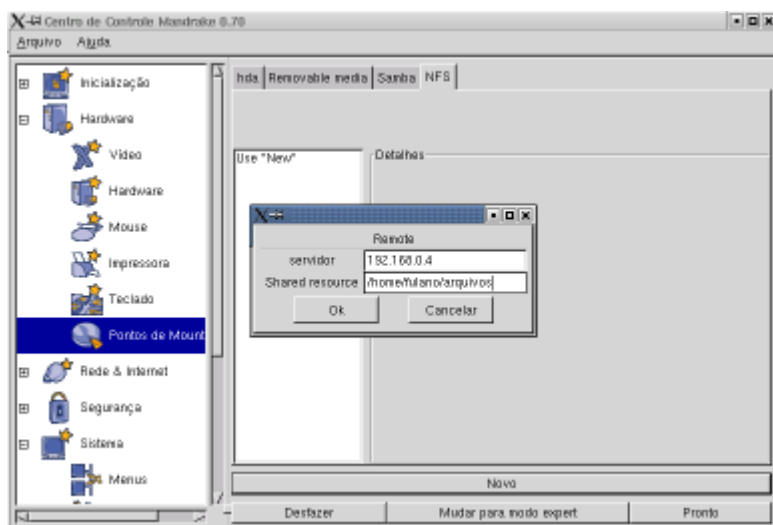 Centro de Controle Mandrake 8.70
Arquivo Ajuda
Inicialização
Hardware
Vídeo
Hardware
Mouse
Impressora
Teclado
Pontos de Mount
Rede & Internet
Segurança
Sistema
Menus
hda Removable media Samba NFS
Use "New"
Detalhes
Remote
servidor 192.168.0.4
Shared resource /home/fulano/arquivos
Ok Cancelar
Novo
Desfazer Mudar para modo expert Pronto